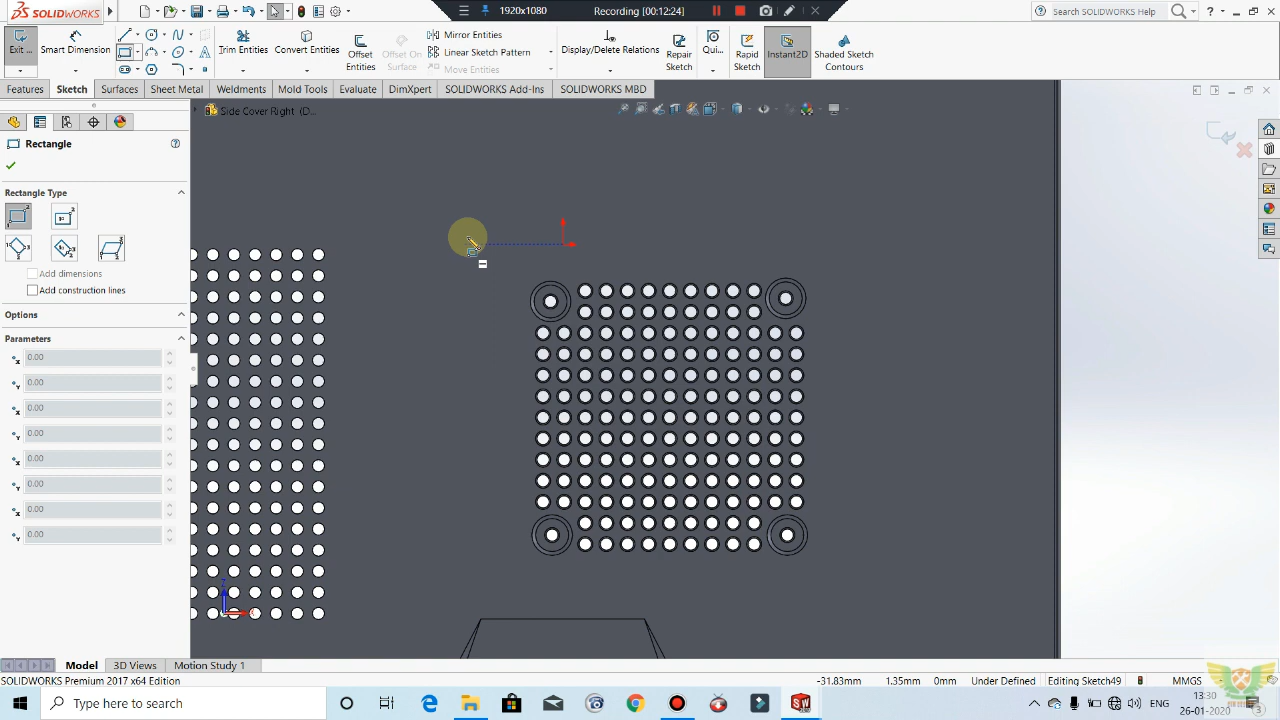 SOLIDWORKS
1920x1080
Recording [00:12:24]
Search SOLIDWORKS Help
Exit ...
Smart Dimension
Trim Entities
Convert Entities
Offset Entities
Offset On Surface
Mirror Entities
Linear Sketch Pattern
Move Entities
Display/Delete Relations
Repair Sketch
Qui...
Rapid Sketch
Instant2D
Shaded Sketch Contours
Features
Sketch
Surfaces
Sheet Metal
Weldments
Mold Tools
Evaluate
DimXpert
SOLIDWORKS Add-Ins
SOLIDWORKS MBD
Side Cover Right (D...
Rectangle
Rectangle Type
Add dimensions
Add construction lines
Options
Parameters
0.00
0.00
0.00
0.00
0.00
0.00
0.00
0.00
Model
3D Views
Motion Study 1
SOLIDWORKS Premium 2017 x64 Edition
-31.83mm
1.35mm
0mm
Under Defined
Editing Sketch49
MMGS
Type here to search
ENG
13:30
26-01-2020